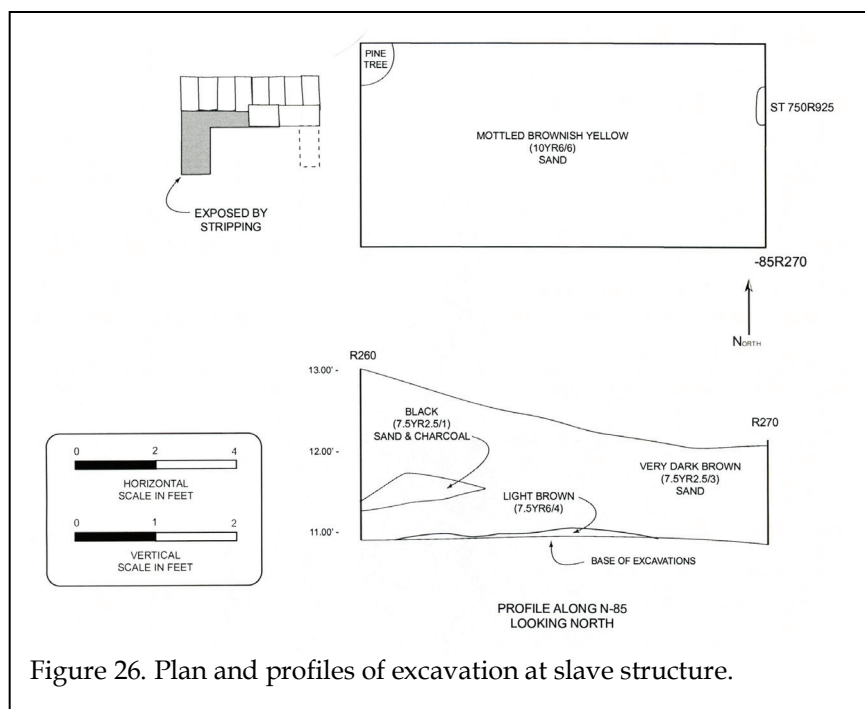 PINE
TREE
ST 750R925
MOTTLED BROWNISH YELLOW
(10YR6/6)
SAND
EXPOSED BY
STRIPPING
-85R270
NORTH
R260
13.00' -
R270
BLACK
(7.5YR2.5/1)
SAND & CHARCOAL
12.00' -
VERY DARK BROWN
(7.5YR2.5/3)
SAND
LIGHT BROWN
(7.5YR6/4)
11.00' -
BASE OF EXCAVATIONS
0 2 4
HORIZONTAL
SCALE IN FEET
0 1 2
VERTICAL
SCALE IN FEET
PROFILE ALONG N-85
LOOKING NORTH
Figure 26. Plan and profiles of excavation at slave structure.